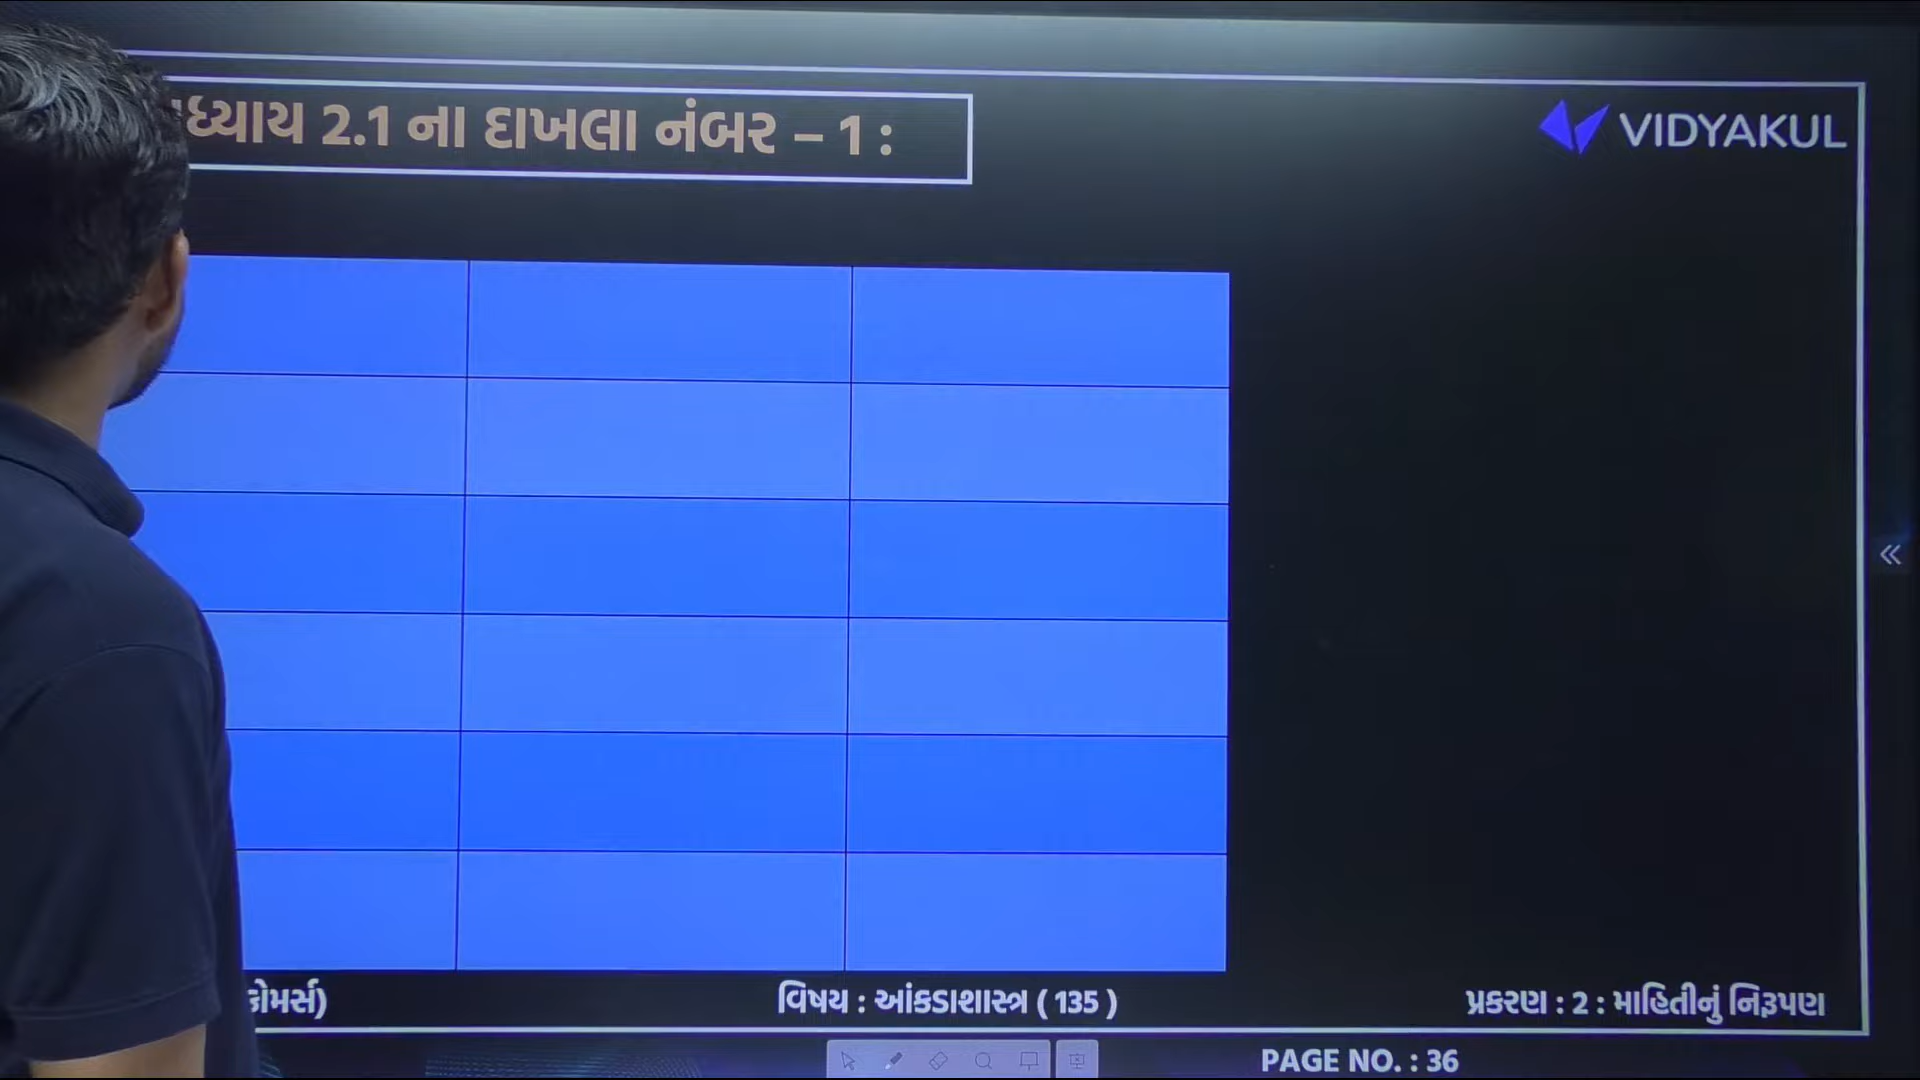 ધ્યાય 2.1 ના દાખલા નંબર – 1 :
VIDYAKUL
કોમર્સ)
વિષય : આંકડાશાસ્ત્ર ( 135 )
પ્રકરણ : 2 : માહિતીનું નિરૂપણ
PAGE NO. : 36